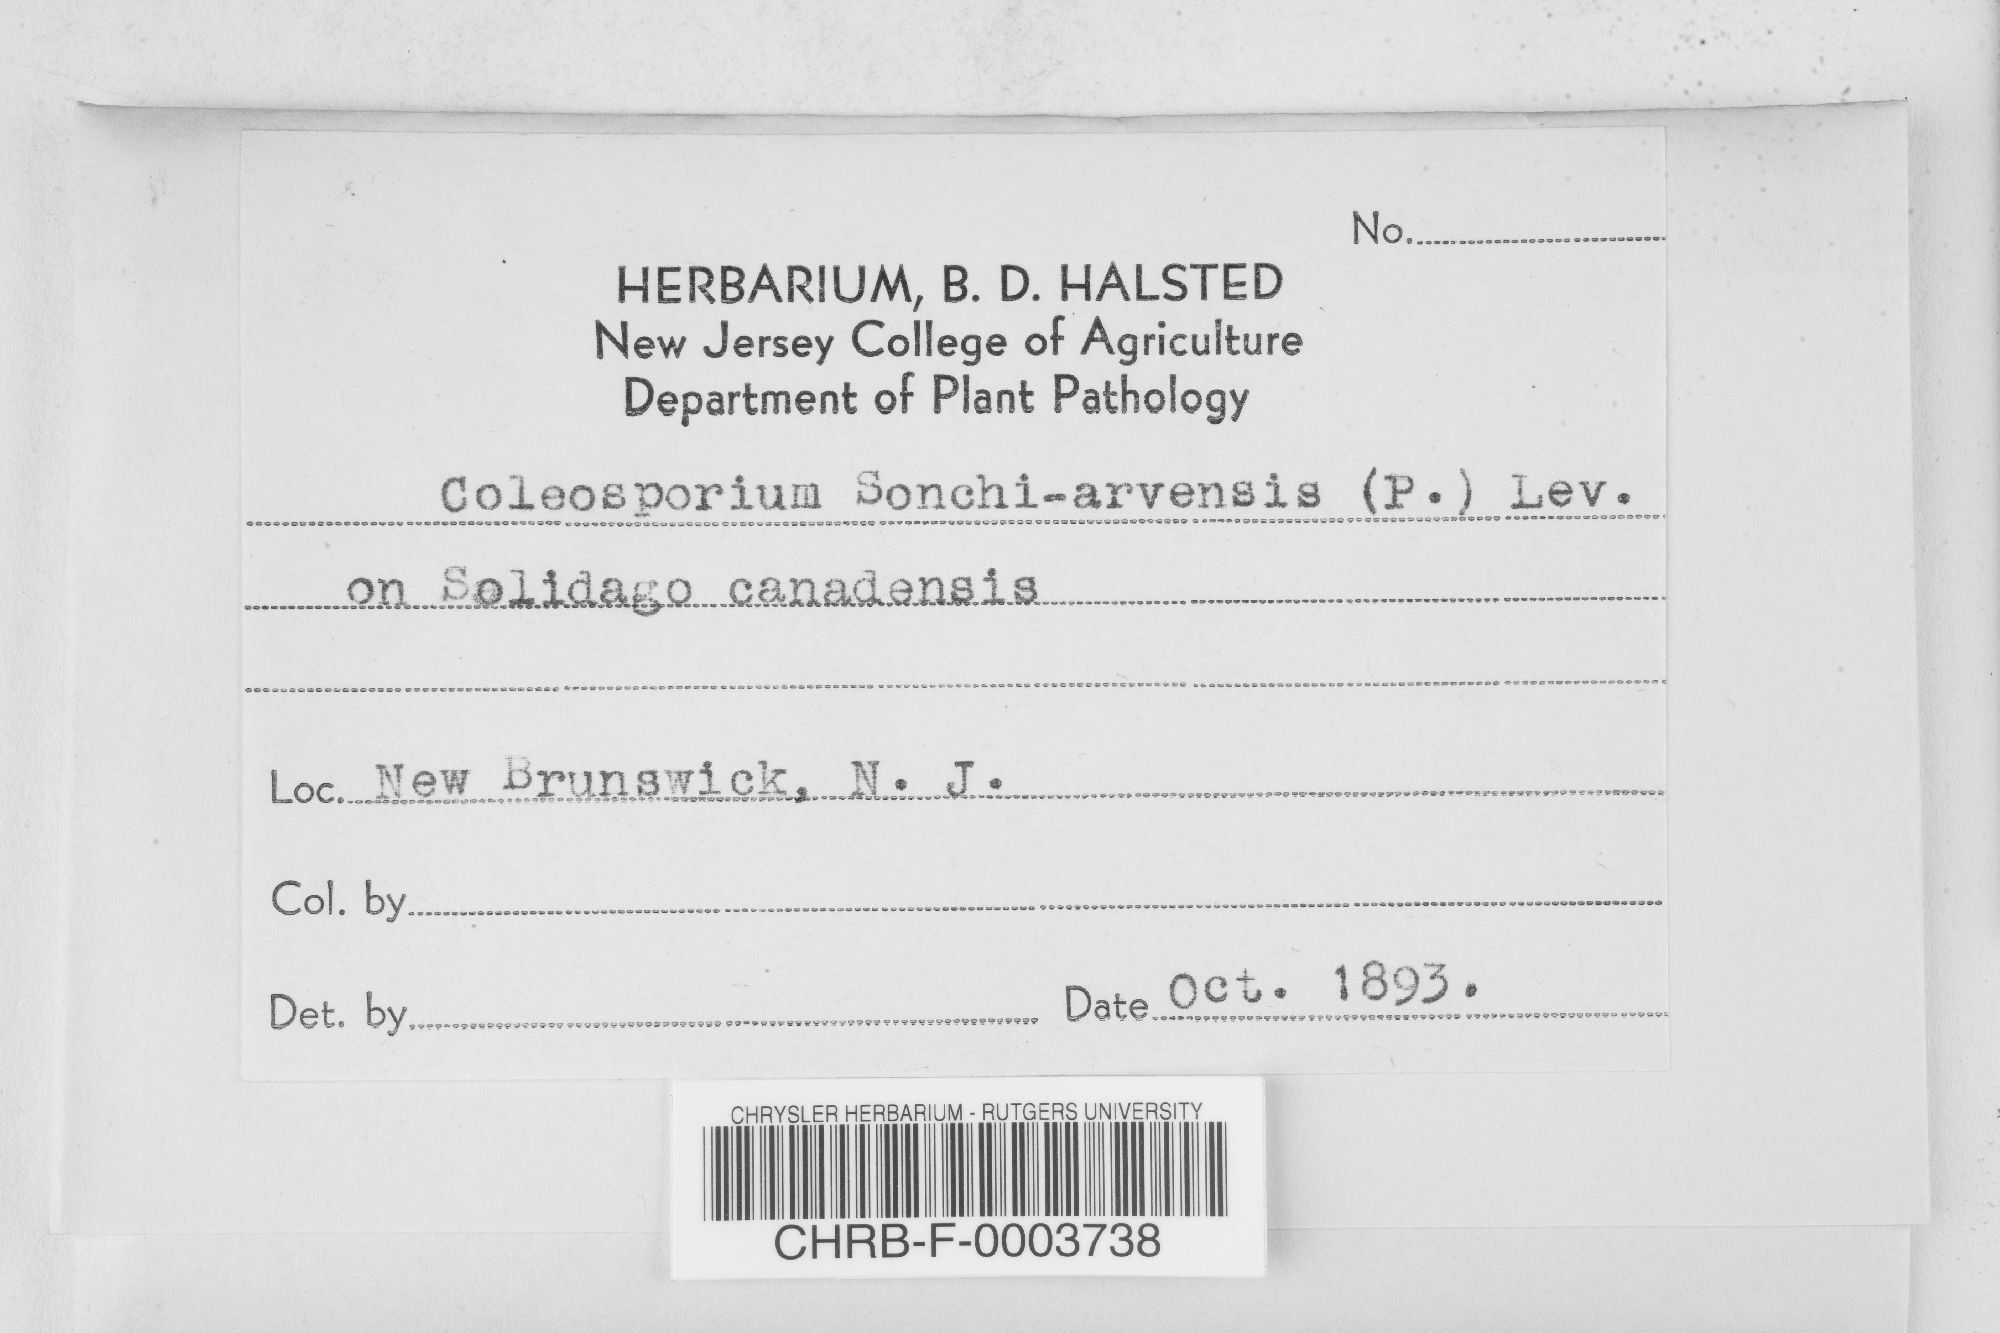 No.
HERBARIUM, B. D. HALSTED
New Jersey College of Agriculture
Department of Plant Pathology
Coleosporium Sonchi-arvensis (P.) Lev.
on Solidago canadensis
Loc. New Brunswick, N. J.
Col. by
Det. by Date Oct. 1893.
CHRYSLER HERBARIUM - RUTGERS UNIVERSITY
CHRB-F-0003738